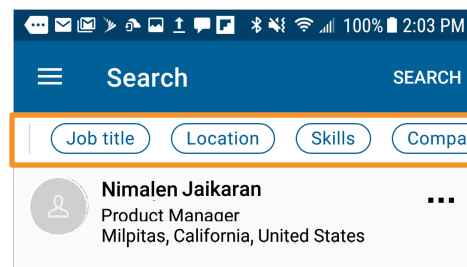 100% 2:03 PM
Search SEARCH
Job title Location Skills Compa
Nimalen Jaikaran
Product Manager
Milpitas, California, United States